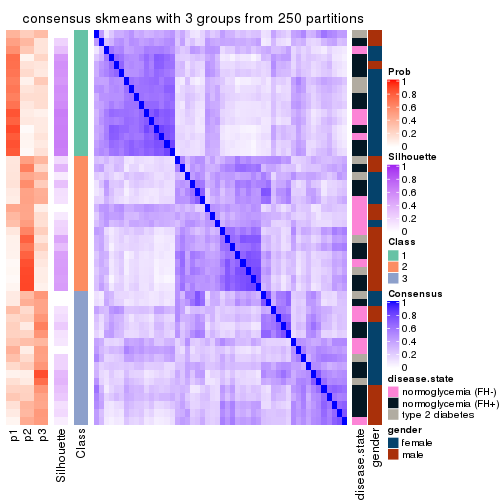 consensus skmeans with 3 groups from 250 partitions
Prob
1
0.8
0.6
0.4
0.2
0
Silhouette
1
0.8
0.6
0.4
0.2
0
Class
1
2
3
Consensus
1
0.8
0.6
0.4
0.2
0
disease.state
normoglycemia (FH-)
normoglycemia (FH+)
type 2 diabetes
gender
female
male
p1
p2
p3
Silhouette
Class
disease.state
gender